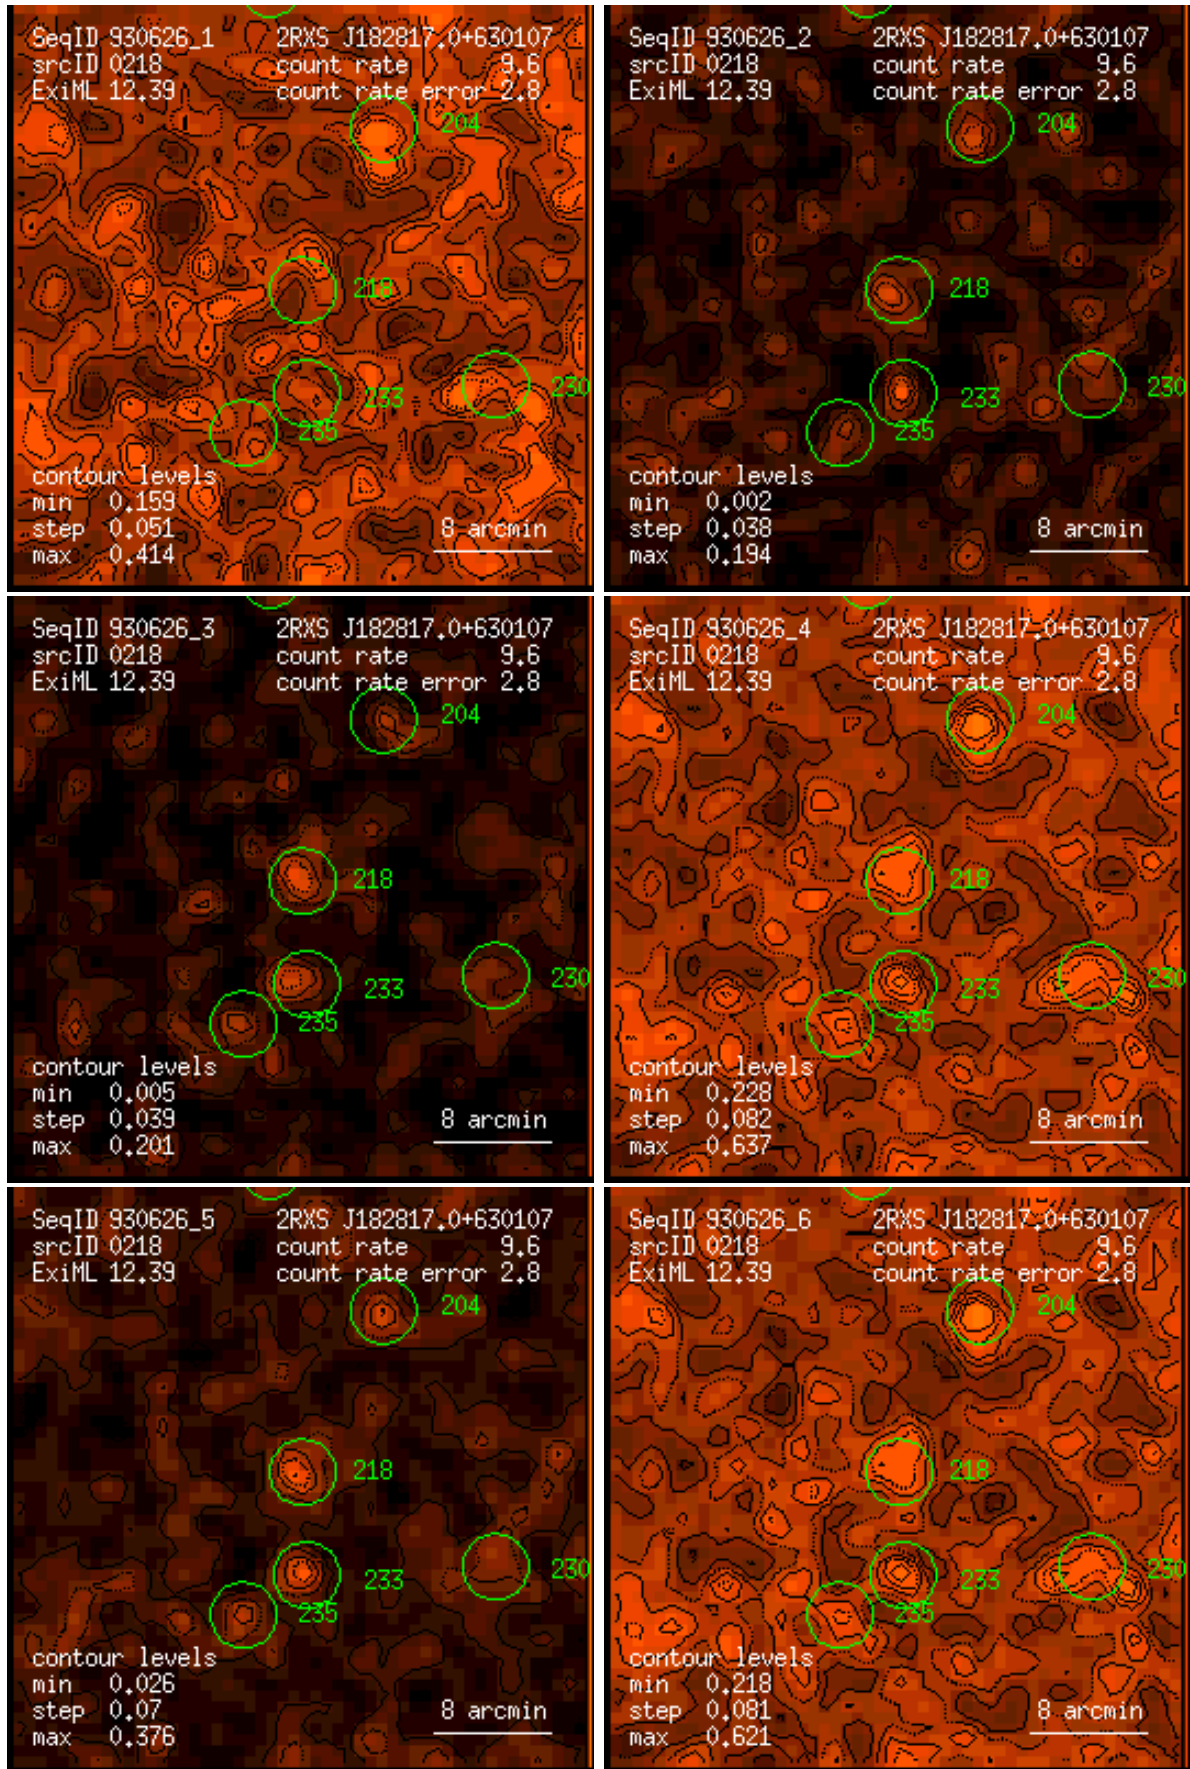 SeqID 930626_1 2RXS J182817.0+630107
srcID 0218 count rate 9.6
ExiML 12.39 count rate error 2.8
204
218
230
233
235
contour levels
min 0.159
step 0.051 8 arcmin
max 0.414
SeqID 930626_2 2RXS J182817.0+630107
srcID 0218 count rate 9.6
ExiML 12.39 count rate error 2.8
204
218
230
233
235
contour levels
min 0.002
step 0.038 8 arcmin
max 0.194
SeqID 930626_3 2RXS J182817.0+630107
srcID 0218 count rate 9.6
ExiML 12.39 count rate error 2.8
204
218
230
233
235
contour levels
min 0.005
step 0.039 8 arcmin
max 0.201
SeqID 930626_4 2RXS J182817.0+630107
srcID 0218 count rate 9.6
ExiML 12.39 count rate error 2.8
204
218
230
233
235
contour levels
min 0.228
step 0.082 8 arcmin
max 0.637
SeqID 930626_5 2RXS J182817.0+630107
srcID 0218 count rate 9.6
ExiML 12.39 count rate error 2.8
204
218
230
233
235
contour levels
min 0.026
step 0.07 8 arcmin
max 0.376
SeqID 930626_6 2RXS J182817.0+630107
srcID 0218 count rate 9.6
ExiML 12.39 count rate error 2.8
204
218
230
233
235
contour levels
min 0.218
step 0.081 8 arcmin
max 0.621